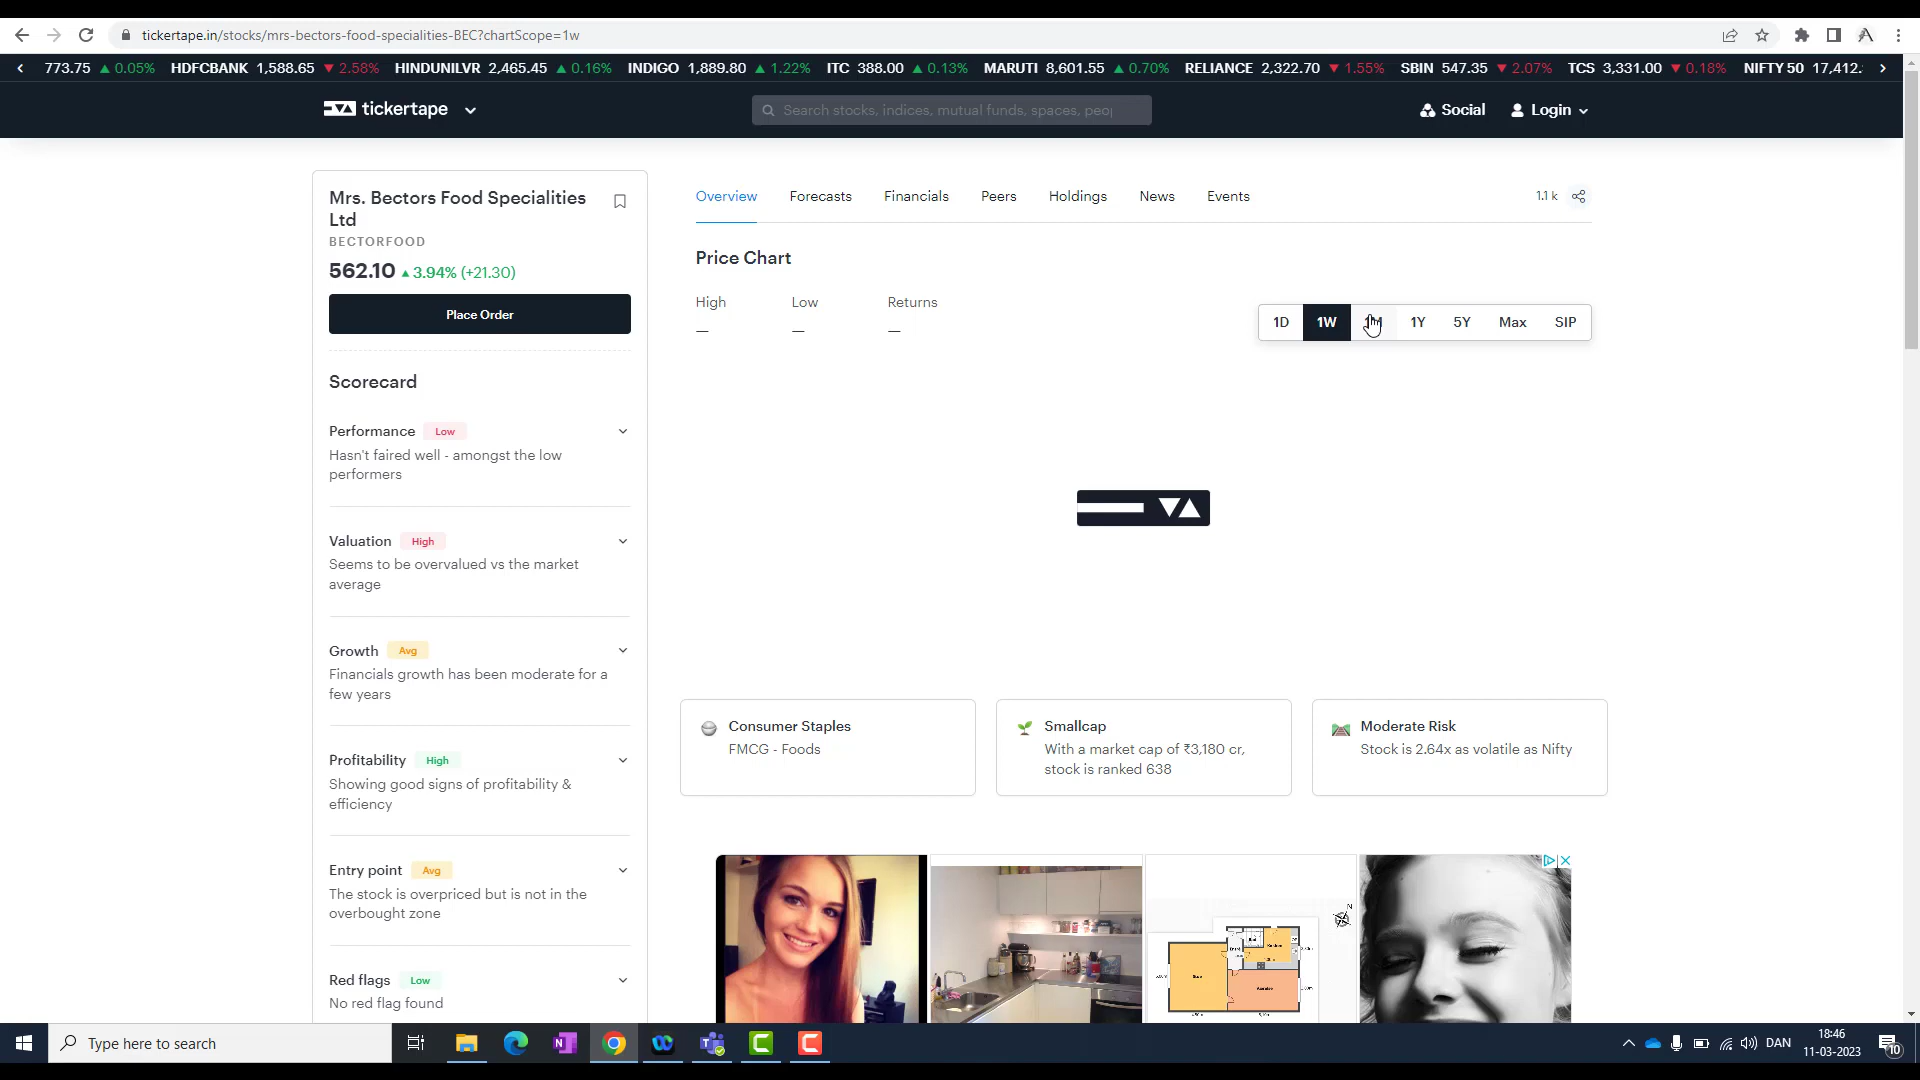 tickertape.in/stocks/mrs-bectors-food-specialities-BEC?chartScope=1w
773.75 ▲ 0.05% HDFCBANK 1,588.65 ▼ 2.58% HINDUNILVR 2,465.45 ▲ 0.16% INDIGO 1,889.80 ▲ 1.22% ITC 388.00 ▲ 0.13% MARUTI 8,601.55 ▲ 0.70% RELIANCE 2,322.70 ▼ 1.55% SBIN 547.35 ▼ 2.07% TCS 3,331.00 ▼ 0.18% NIFTY 50 17,412.
tickertape
Search stocks, indices, mutual funds, spaces, peop
Social
Login
Mrs. Bectors Food Specialities
Ltd
BECTORFOOD
562.10 ▲ 3.94% (+21.30)
Place Order
Scorecard
Performance Low
Hasn't faired well - amongst the low
performers
Valuation High
Seems to be overvalued vs the market
average
Growth Avg
Financials growth has been moderate for a
few years
Profitability High
Showing good signs of profitability &
efficiency
Entry point Avg
The stock is overpriced but is not in the
overbought zone
Red flags Low
No red flag found
Overview Forecasts Financials Peers Holdings News Events
1.1 k
Price Chart
High Low Returns
— — —
1D 1W 1M 1Y 5Y Max SIP
Consumer Staples
FMCG - Foods
Smallcap
With a market cap of ₹3,180 cr,
stock is ranked 638
Moderate Risk
Stock is 2.64x as volatile as Nifty
N
Type here to search
DAN
18:46
11-03-2023
10